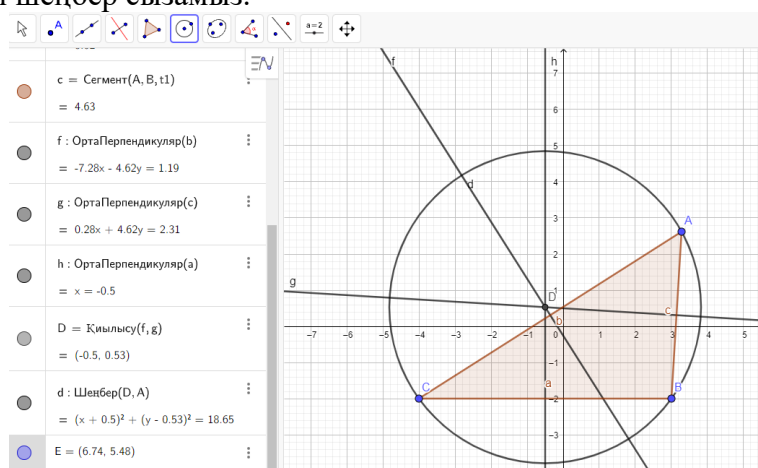 шеңбер сызамыз.
A
a=2
c = Сегмент(A, B, t1)
= 4.63
f : ОртаПерпендикуляр(b)
= -7.28x - 4.62y = 1.19
g : ОртаПерпендикуляр(c)
= 0.28x + 4.62y = 2.31
h : ОртаПерпендикуляр(a)
= x = -0.5
D = Қиылысу(f, g)
= (-0.5, 0.53)
d : Шеңбер(D, A)
= (x + 0.5)² + (y - 0.53)² = 18.65
E = (6.74, 5.48)
f
h
7
6
5
d
4
3
A
2
1
g
D
c
b
-7 -6 -5 -4 -3 -2 -1 0 1 2 3 4 5
-1
C
a
B
-2
-3